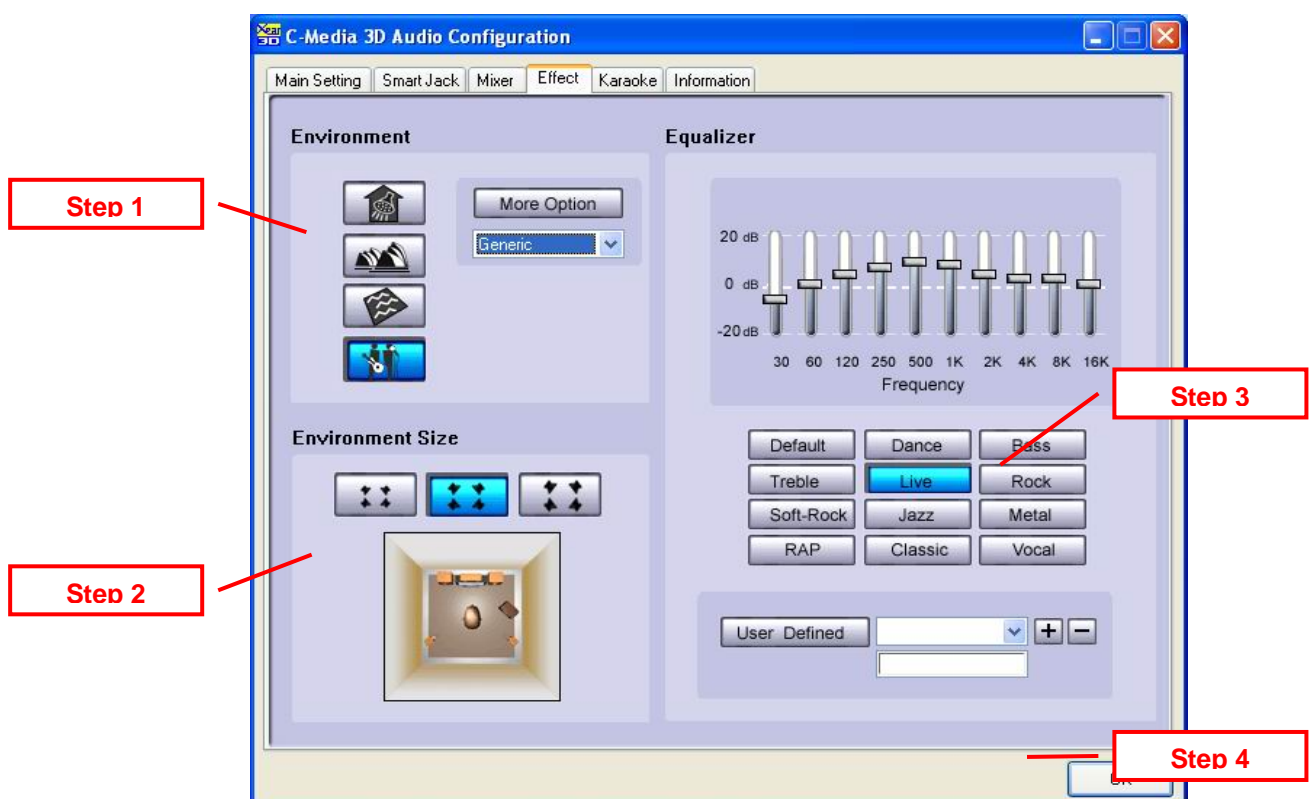 Xear
3D
C-Media 3D Audio Configuration
Main Setting Smart Jack Mixer Effect Karaoke Information
Environment
More Option
Generic
Environment Size
Equalizer
20 dB
0 dB
-20 dB
30 60 120 250 500 1K 2K 4K 8K 16K
Frequency
Default Dance Bass
Treble Live Rock
Soft-Rock Jazz Metal
RAP Classic Vocal
User Defined
Step 1
Step 2
Step 3
Step 4
OK